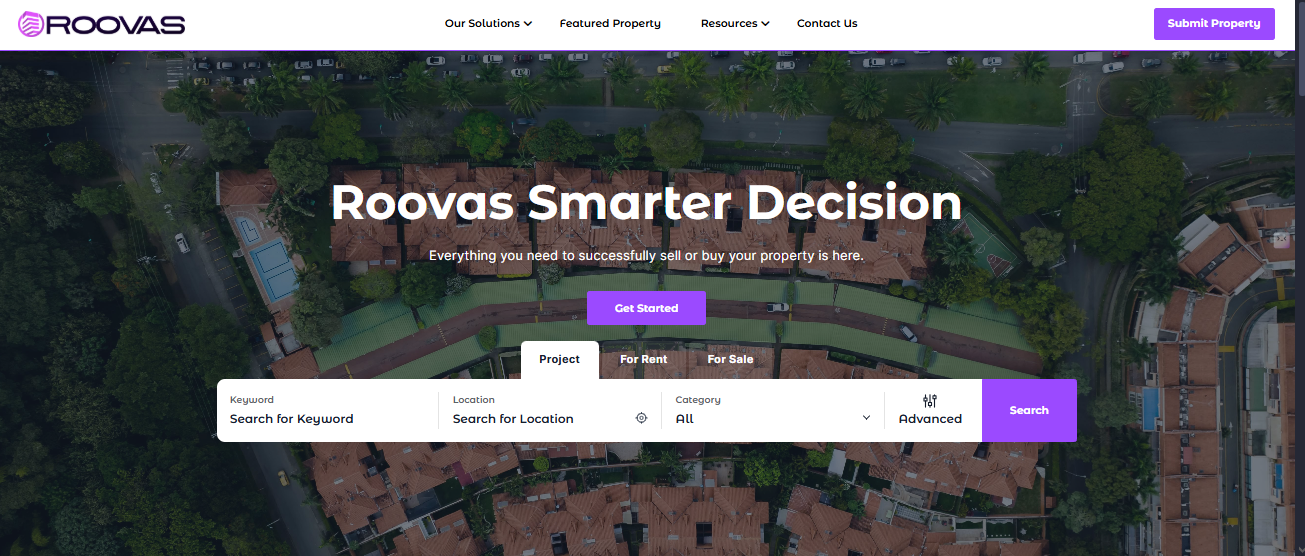 ROOVAS
Our Solutions
Featured Property
Resources
Contact Us
Submit Property
Roovas Smarter Decision
Everything you need to successfully sell or buy your property is here.
Get Started
Project
For Rent
For Sale
Keyword
Search for Keyword
Location
Search for Location
Category
All
Advanced
Search